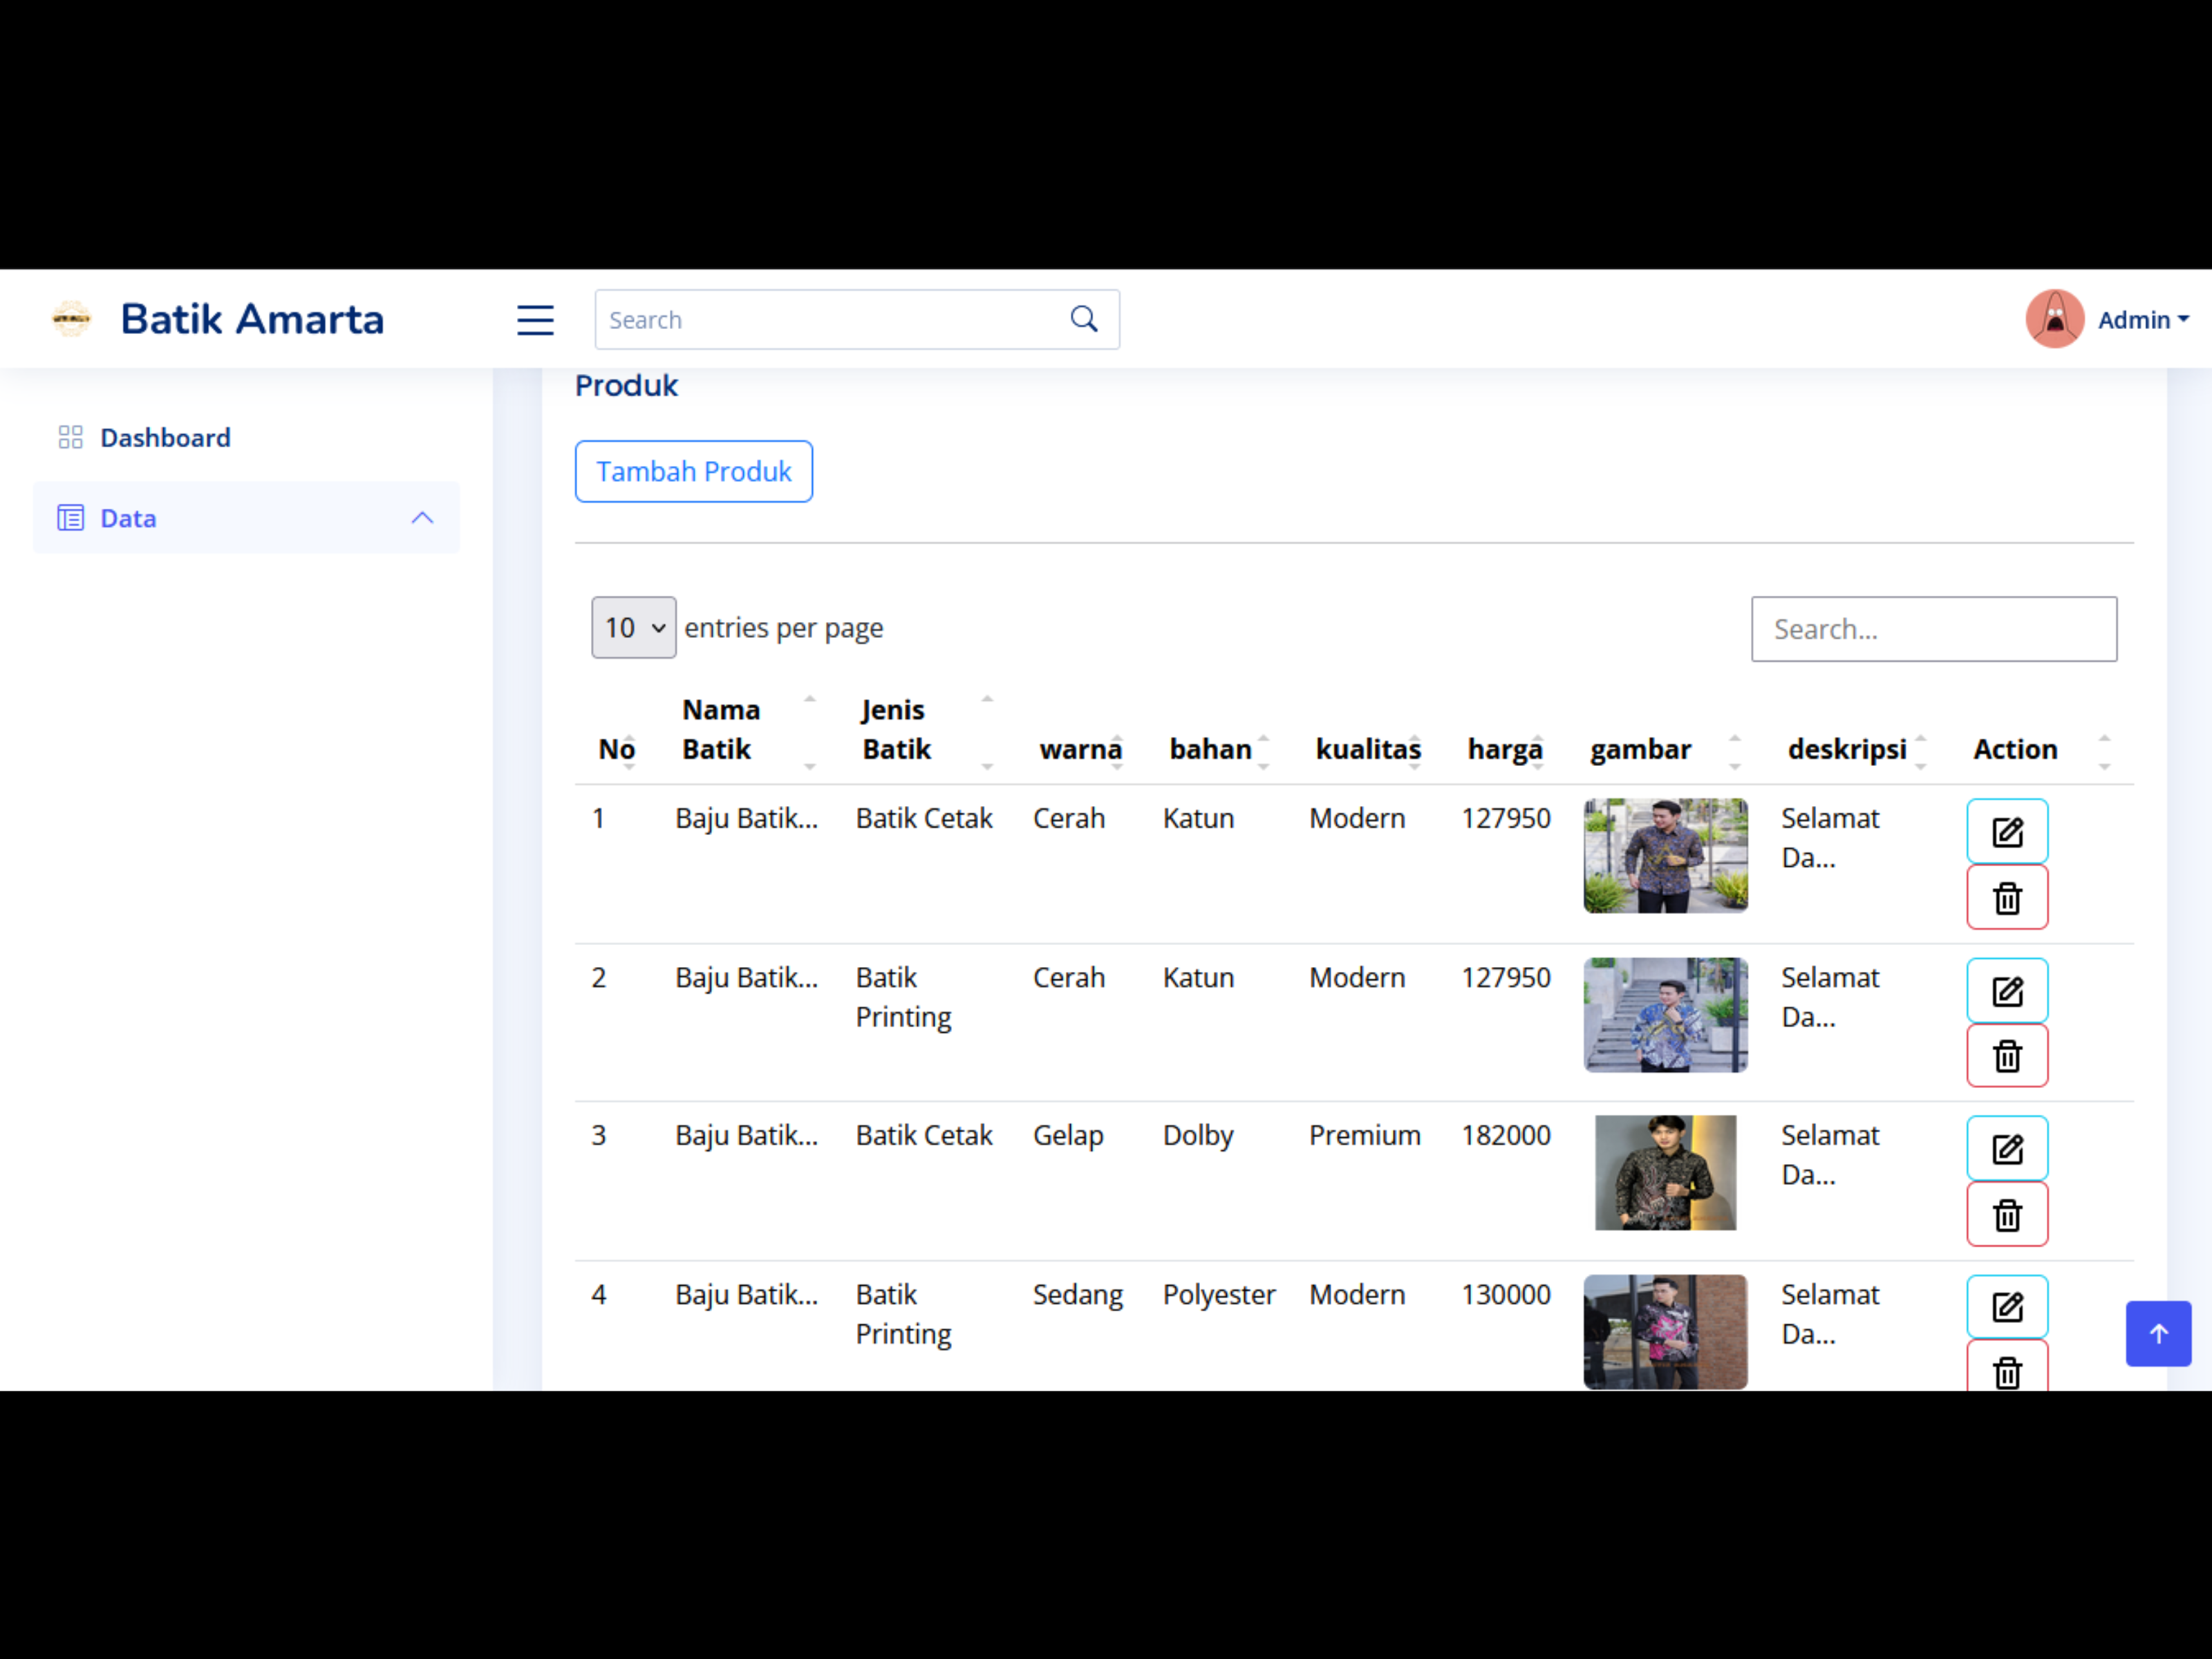 Batik Amarta
Search
Admin
Dashboard
Data
Produk
Tambah Produk
10 entries per page
Search...
No Nama Batik Jenis Batik warna bahan kualitas harga gambar deskripsi Action
1 Baju Batik... Batik Cetak Cerah Katun Modern 127950 Selamat Da...
2 Baju Batik... Batik Printing Cerah Katun Modern 127950 Selamat Da...
3 Baju Batik... Batik Cetak Gelap Dolby Premium 182000 Selamat Da...
4 Baju Batik... Batik Printing Sedang Polyester Modern 130000 Selamat Da...